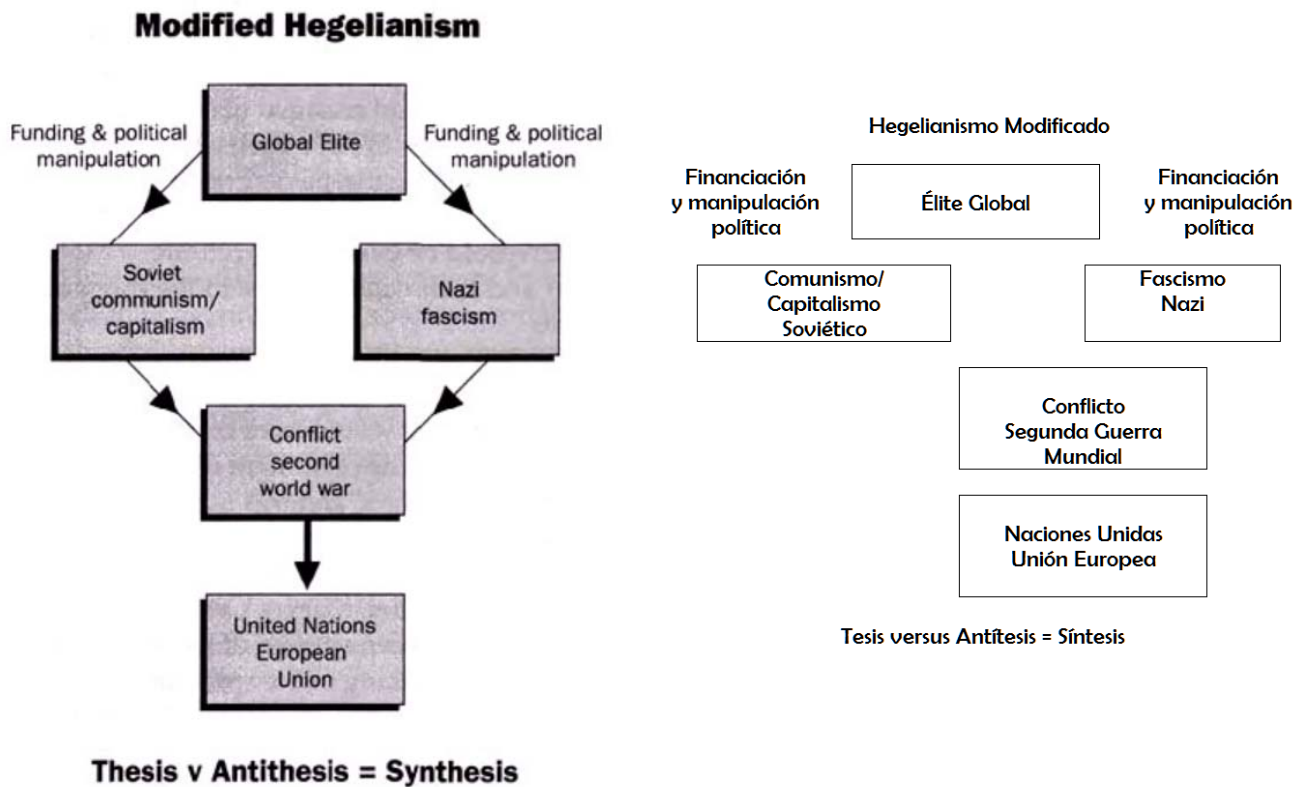 Modified Hegelianism
Funding & political
manipulation
Global Elite
Funding & political
manipulation
Soviet
communism/
capitalism
Nazi
fascism
Conflict
second
world war
United Nations
European
Union
Thesis v Antithesis = Synthesis
Hegelianismo Modificado
Financiación
y manipulación
política
Élite Global
Financiación
y manipulación
política
Comunismo/
Capitalismo
Soviético
Fascismo
Nazi
Conflicto
Segunda Guerra
Mundial
Naciones Unidas
Unión Europea
Tesis versus Antítesis = Síntesis